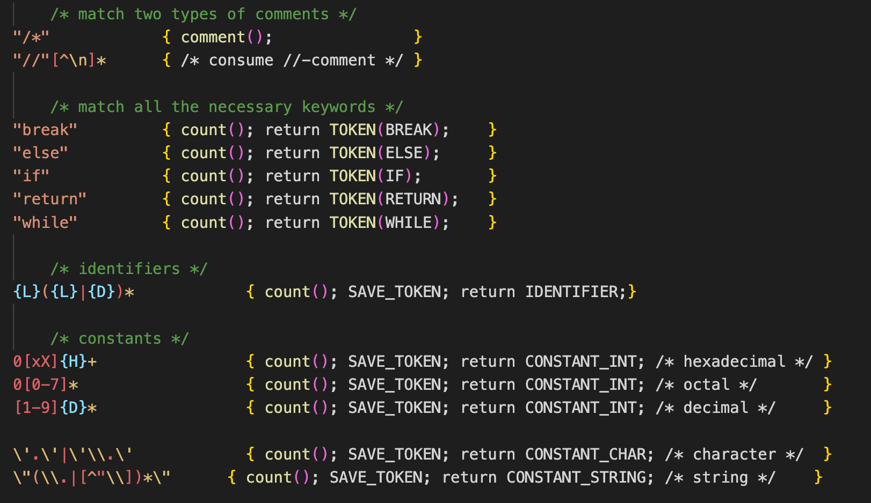 /* match two types of comments */
"/*" { comment(); }
"//"[^\n]* { /* consume //-comment */ }
/* match all the necessary keywords */
"break" { count(); return TOKEN(BREAK); }
"else" { count(); return TOKEN(ELSE); }
"if" { count(); return TOKEN(IF); }
"return" { count(); return TOKEN(RETURN); }
"while" { count(); return TOKEN(WHILE); }
/* identifiers */
{L}({L}|{D})* { count(); SAVE_TOKEN; return IDENTIFIER;}
/* constants */
0[xX]{H}+ { count(); SAVE_TOKEN; return CONSTANT_INT; /* hexadecimal */ }
0[0-7]* { count(); SAVE_TOKEN; return CONSTANT_INT; /* octal */ }
[1-9]{D}* { count(); SAVE_TOKEN; return CONSTANT_INT; /* decimal */ }
\'.\'|\'\\.\' { count(); SAVE_TOKEN; return CONSTANT_CHAR; /* character */ }
\"(\\.|[^"\\])*\" { count(); SAVE_TOKEN; return CONSTANT_STRING; /* string */ }